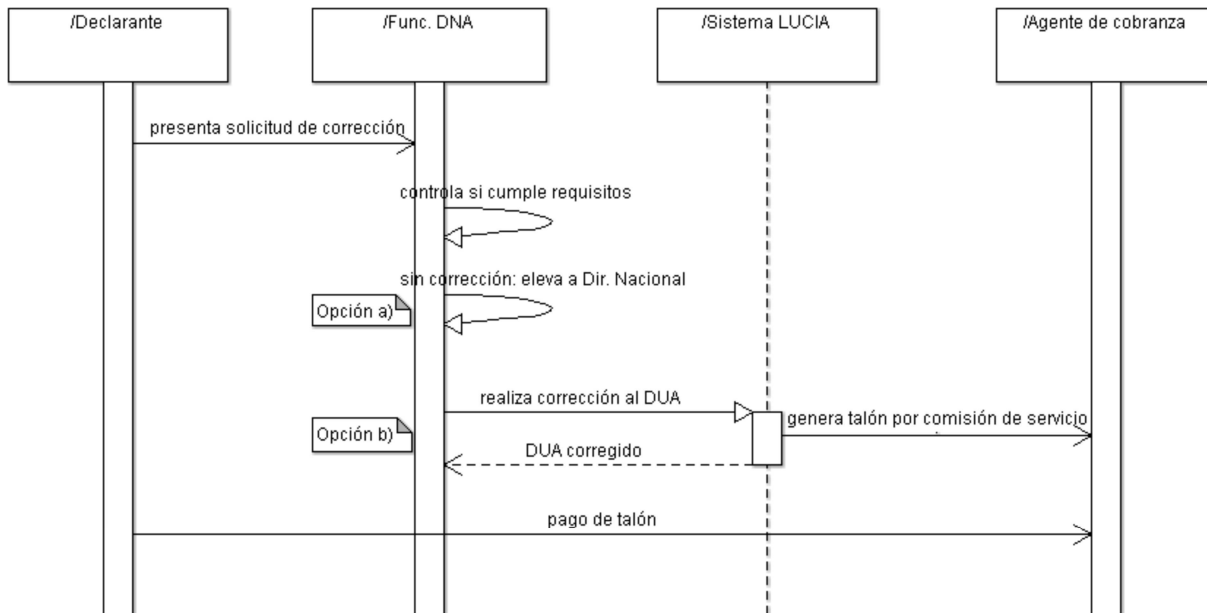 /Declarante
/Func. DNA
/Sistema LUCIA
/Agente de cobranza
presenta solicitud de corrección
controla si cumple requisitos
sin corrección: eleva a Dir. Nacional
Opción a)
realiza corrección al DUA
genera talón por comisión de servicio
Opción b)
DUA corregido
pago de talón